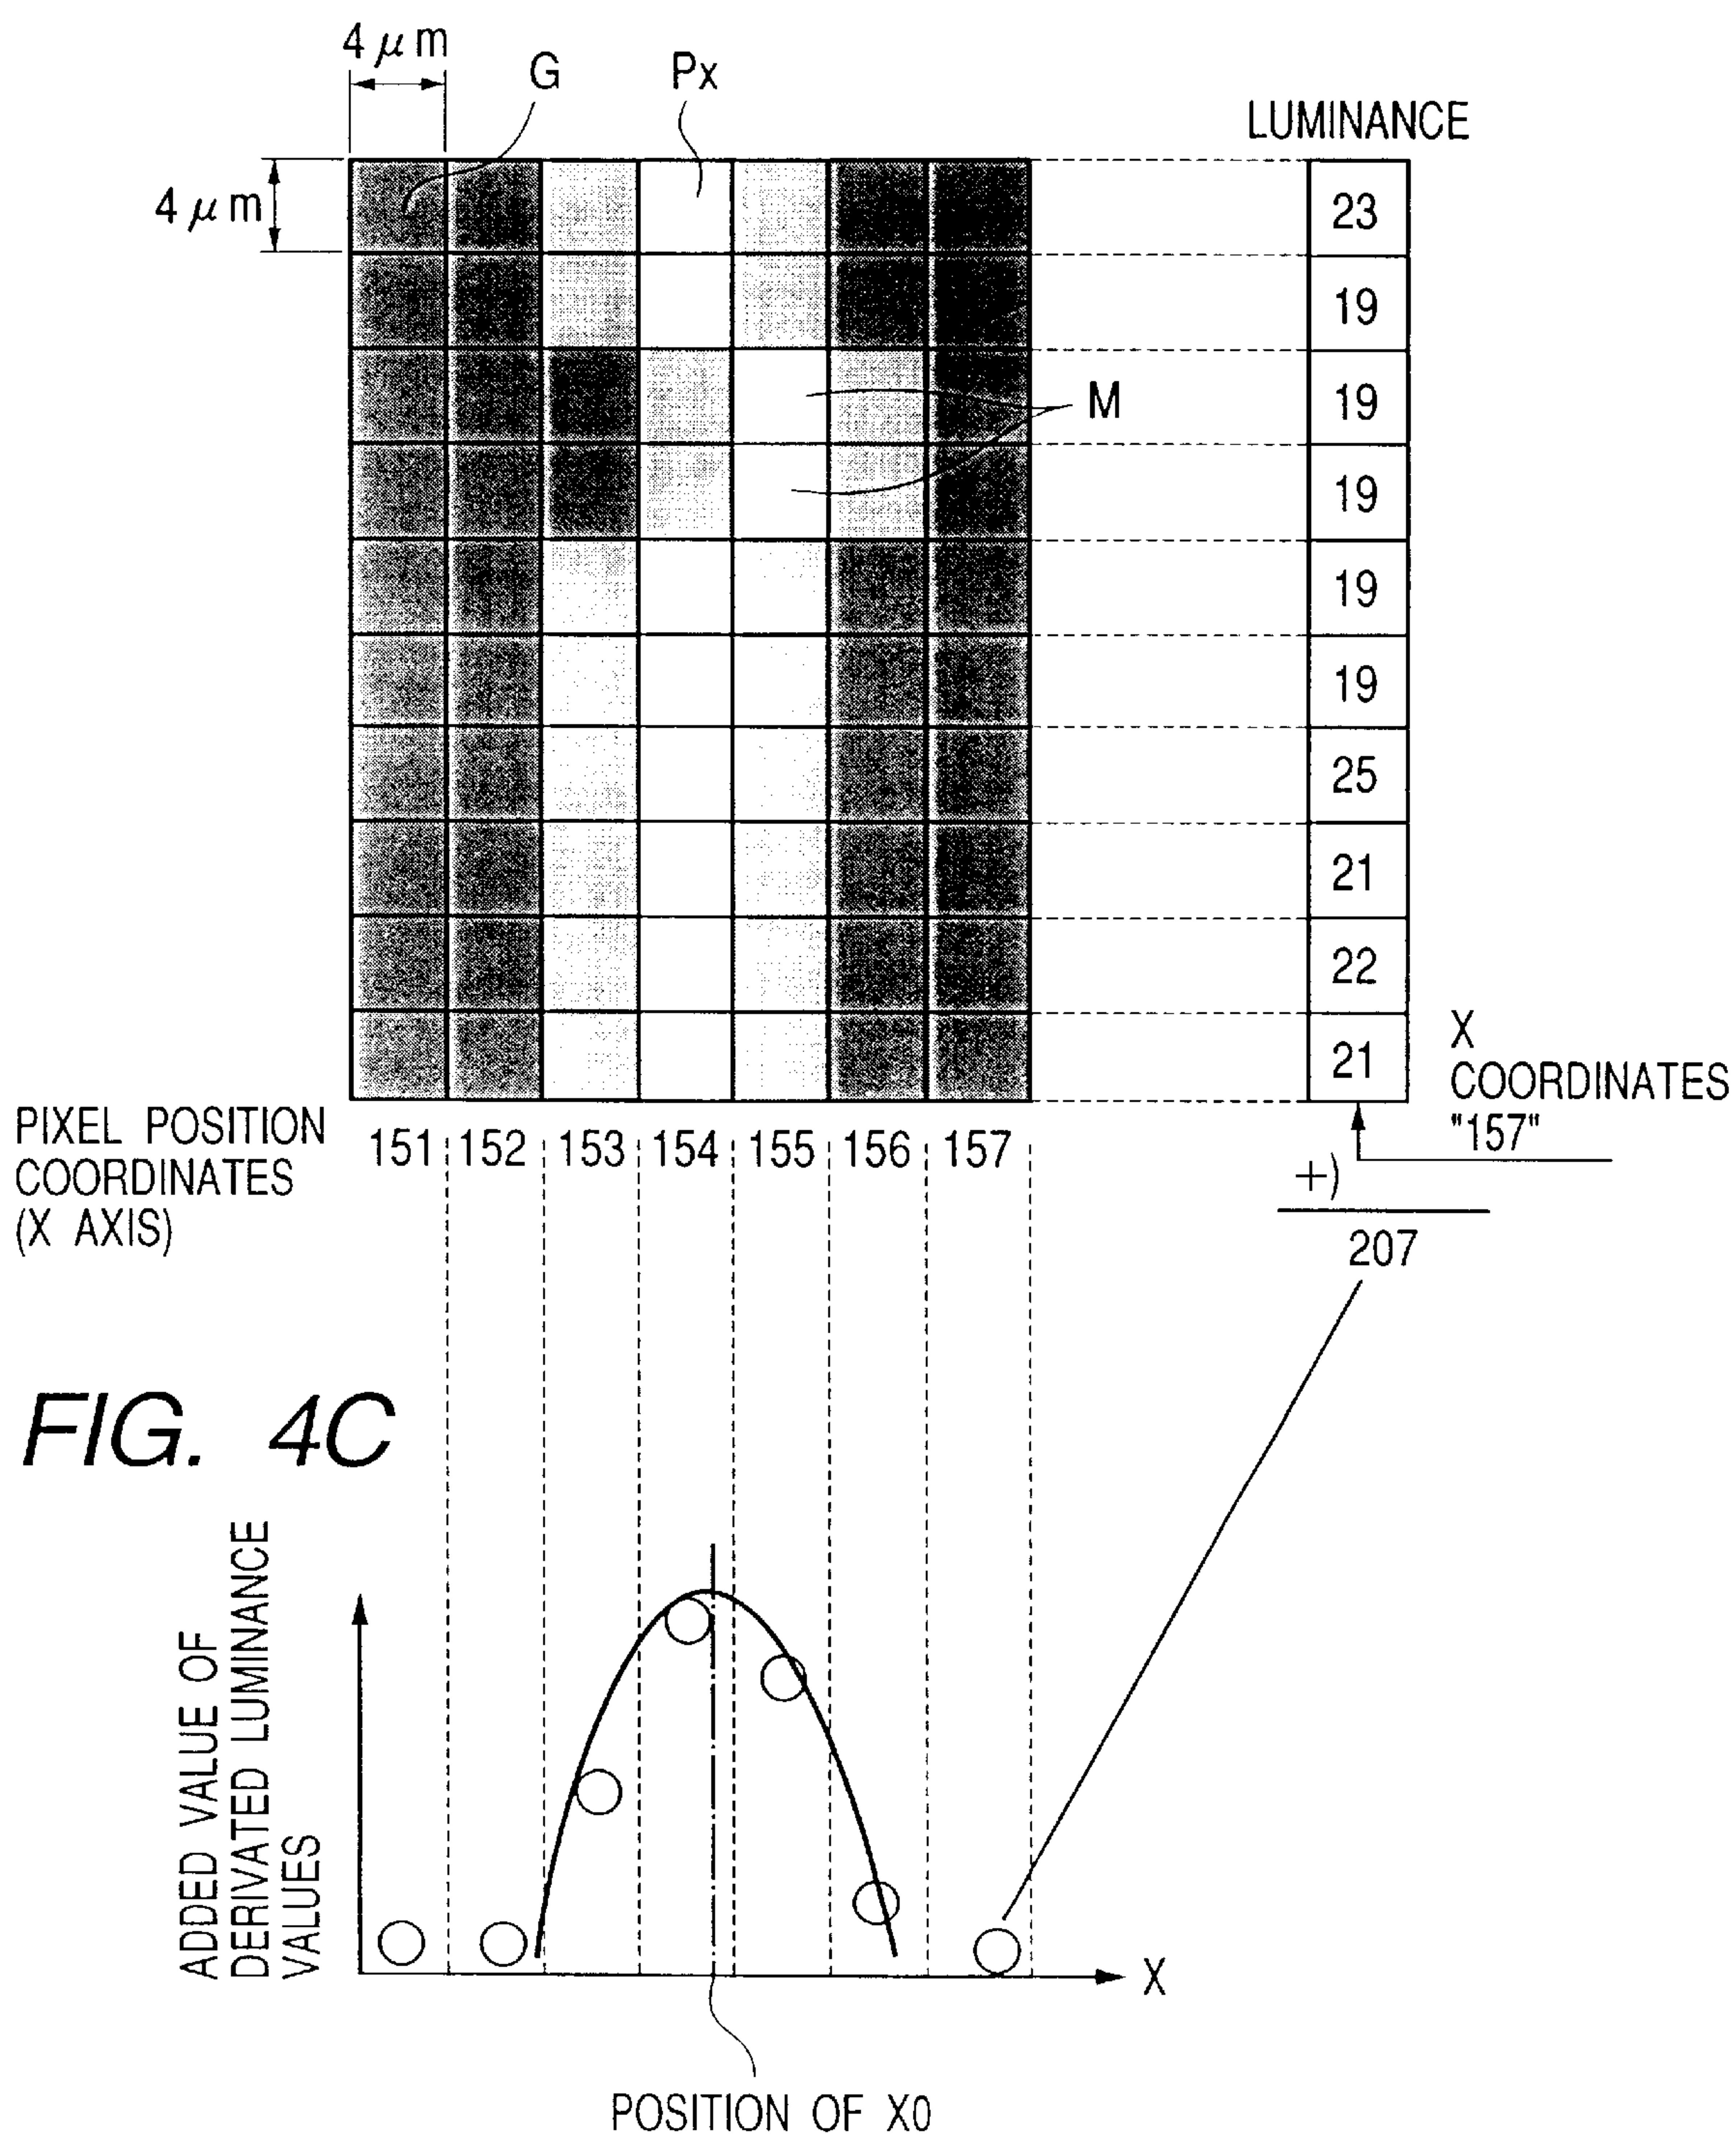 4 μm
G
Px
LUMINANCE
4 μm
23
19
19
M
19
19
19
25
21
22
21
X
COORDINATES
"157"
PIXEL POSITION
COORDINATES
(X AXIS)
151 152 153 154 155 156 157
+)
207
FIG. 4C
ADDED VALUE OF
DERIVATED LUMINANCE
VALUES
X
POSITION OF X0